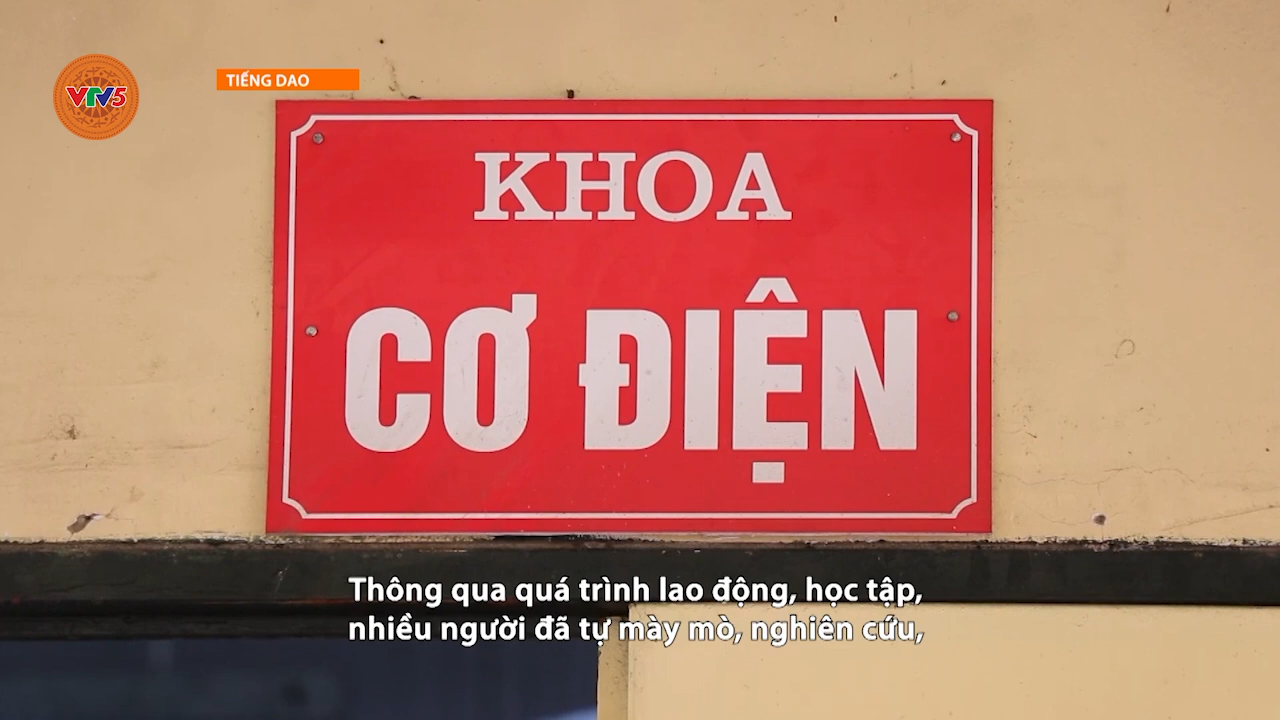 VTV5
TIẾNG DAO
KHOA
CƠ ĐIỆN
Thông qua quá trình lao động, học tập,
nhiều người đã tự mày mò, nghiên cứu,